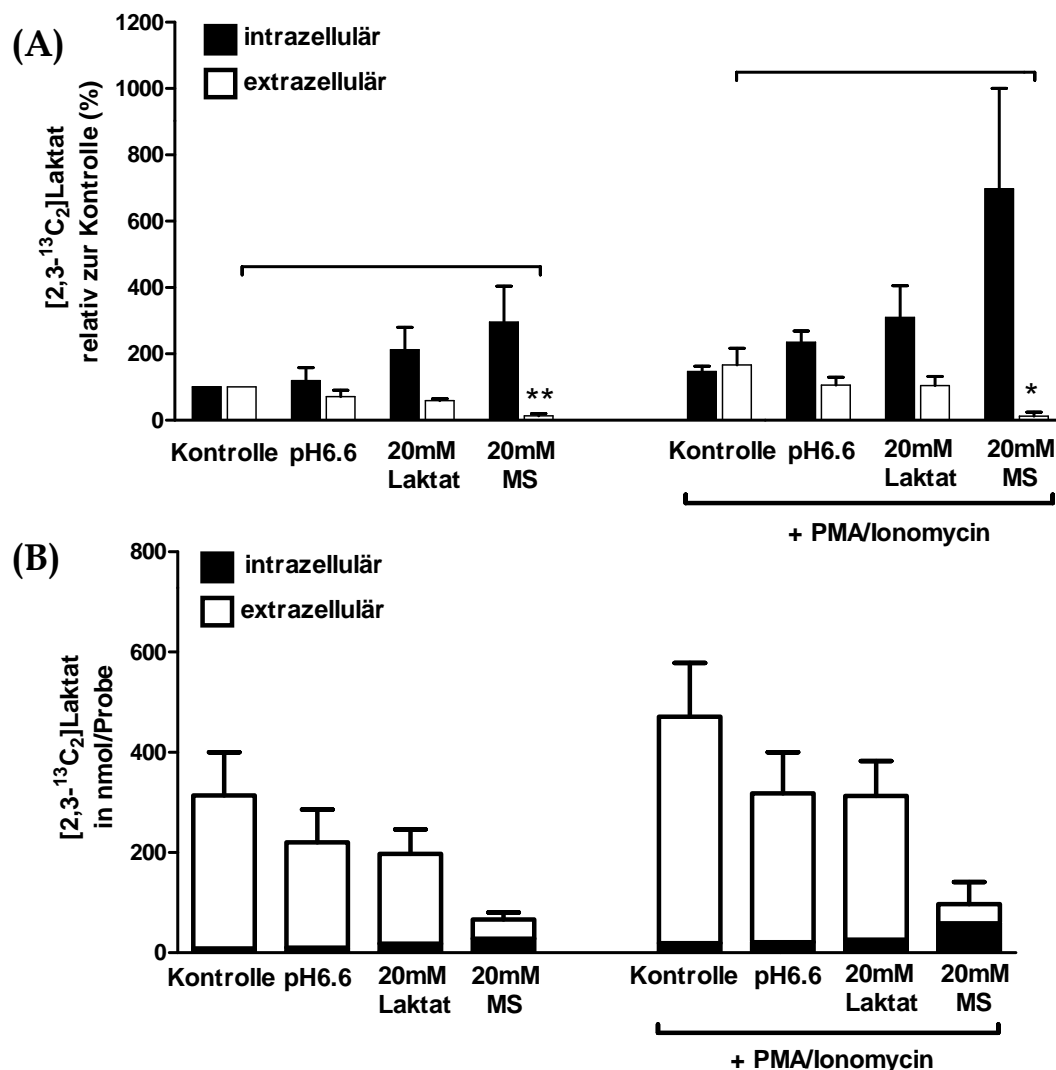 (A)
1200
1000
800
600
400
200
0
[2,3-¹³C₂]Laktat
relativ zur Kontrolle (%)
intrazellulär
extrazellulär
**
*
Kontrolle pH6.6 20mM Laktat 20mM MS
Kontrolle pH6.6 20mM Laktat 20mM MS
+ PMA/Ionomycin
(B)
800
600
400
200
0
[2,3-¹³C₂]Laktat
in nmol/Probe
intrazellulär
extrazellulär
Kontrolle pH6.6 20mM Laktat 20mM MS
Kontrolle pH6.6 20mM Laktat 20mM MS
+ PMA/Ionomycin